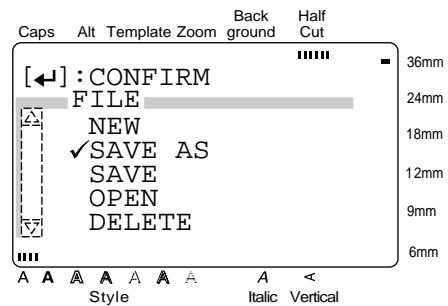 Back Half
Caps Alt Template Zoom ground Cut
[↵]:CONFIRM
FILE
NEW
✓SAVE AS
SAVE
OPEN
DELETE
36mm
24mm
18mm
12mm
9mm
6mm
A A A A A A A A A
Style Italic Vertical